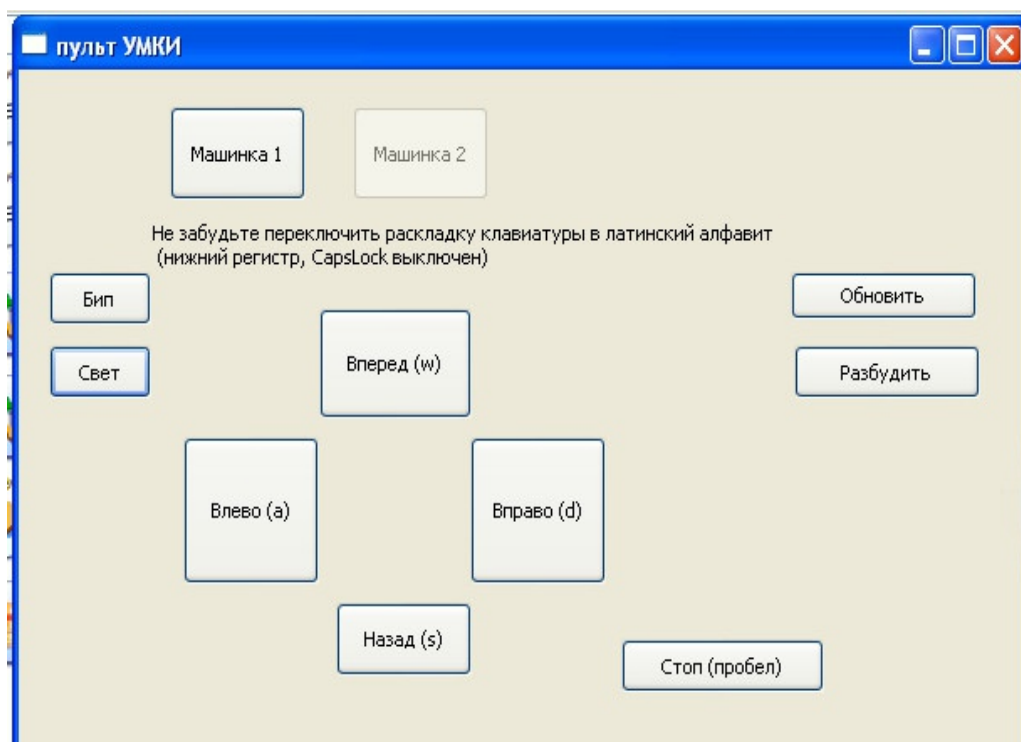 пульт УМКИ
Машинка 1
Машинка 2
Не забудьте переключить раскладку клавиатуры в латинский алфавит
(нижний регистр, CapsLock выключен)
Бип
Обновить
Вперед (w)
Свет
Разбудить
Влево (a)
Вправо (d)
Назад (s)
Стоп (пробел)